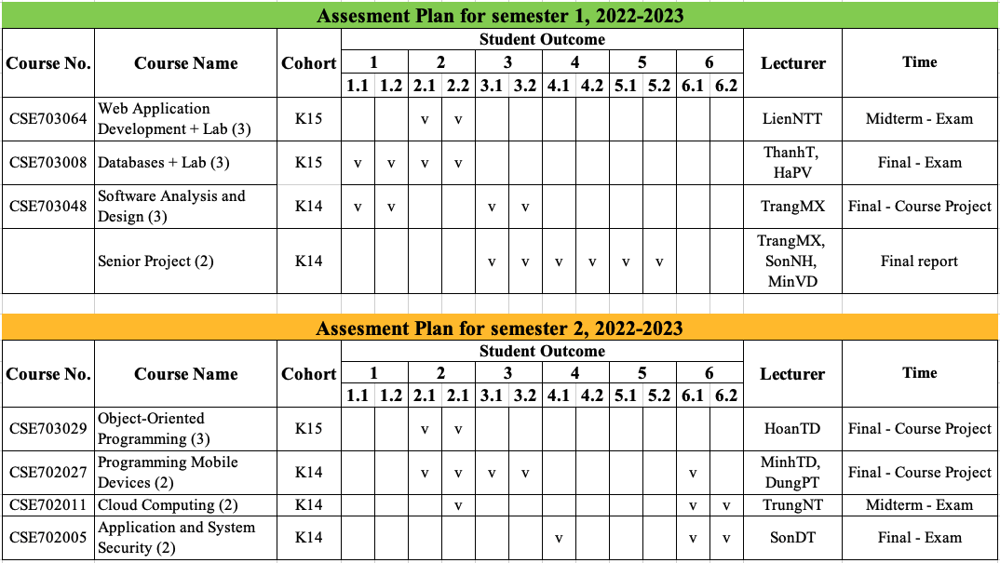 Assesment Plan for semester 1, 2022-2023
Student Outcome
Course No. Course Name Cohort 1 2 3 4 5 6 Lecturer Time
1.1 1.2 2.1 2.2 3.1 3.2 4.1 4.2 5.1 5.2 6.1 6.2
Web Application
CSE703064 K15 v v LienNTT Midterm - Exam
Development + Lab (3)
ThanhT,
CSE703008 Databases + Lab (3) K15 v v v v Final - Exam
HaPV
Software Analysis and
CSE703048 K14 v v v v TrangMX Final - Course Project
Design (3)
TrangMX,
Senior Project (2) K14 v v v v v v SonNH, Final report
MinVD
Assesment Plan for semester 2, 2022-2023
Student Outcome
Course No. Course Name Cohort 1 2 3 4 5 6 Lecturer Time
1.1 1.2 2.1 2.1 3.1 3.2 4.1 4.2 5.1 5.2 6.1 6.2
Object-Oriented
CSE703029 K15 v v HoanTD Final - Course Project
Programming (3)
Programming Mobile MinhTD,
CSE702027 K14 v v v v v Final - Course Project
Devices (2) DungPT
CSE702011 Cloud Computing (2) K14 v v v TrungNT Midterm - Exam
Application and System
CSE702005 K14 v v v SonDT Final - Exam
Security (2)